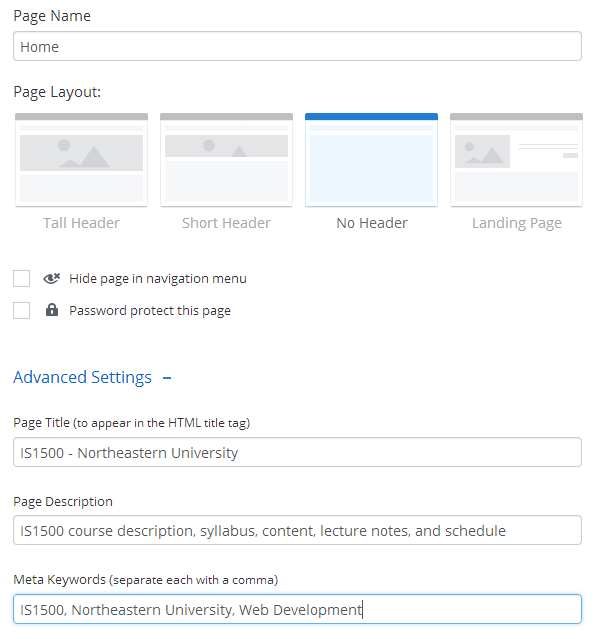 Page Name
Home
Page Layout:
Tall Header Short Header No Header Landing Page
Hide page in navigation menu
Password protect this page
Advanced Settings –
Page Title (to appear in the HTML title tag)
IS1500 - Northeastern University
Page Description
IS1500 course description, syllabus, content, lecture notes, and schedule
Meta Keywords (separate each with a comma)
IS1500, Northeastern University, Web Development